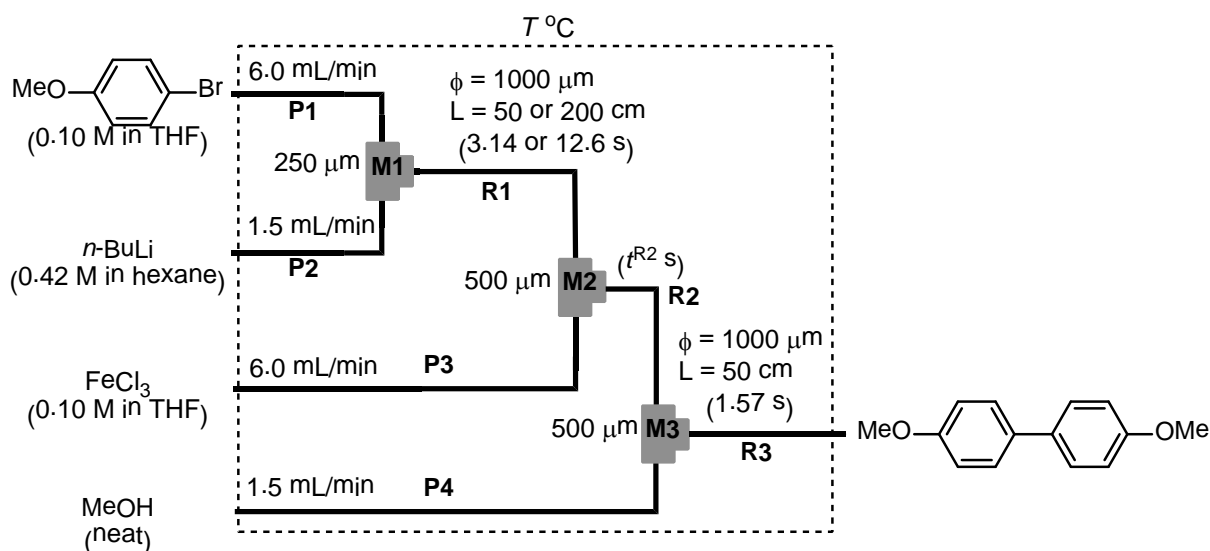 T °C
6.0 mL/min
MeO
Br
P1
(0.10 M in THF)
ϕ = 1000 μm
L = 50 or 200 cm
(3.14 or 12.6 s)
250 μm
M1
R1
1.5 mL/min
n-BuLi
P2
(0.42 M in hexane)
500 μm
M2
(tR2 s)
R2
6.0 mL/min
P3
FeCl3
(0.10 M in THF)
ϕ = 1000 μm
L = 50 cm
(1.57 s)
500 μm
M3
R3
MeO
OMe
1.5 mL/min
P4
MeOH
(neat)